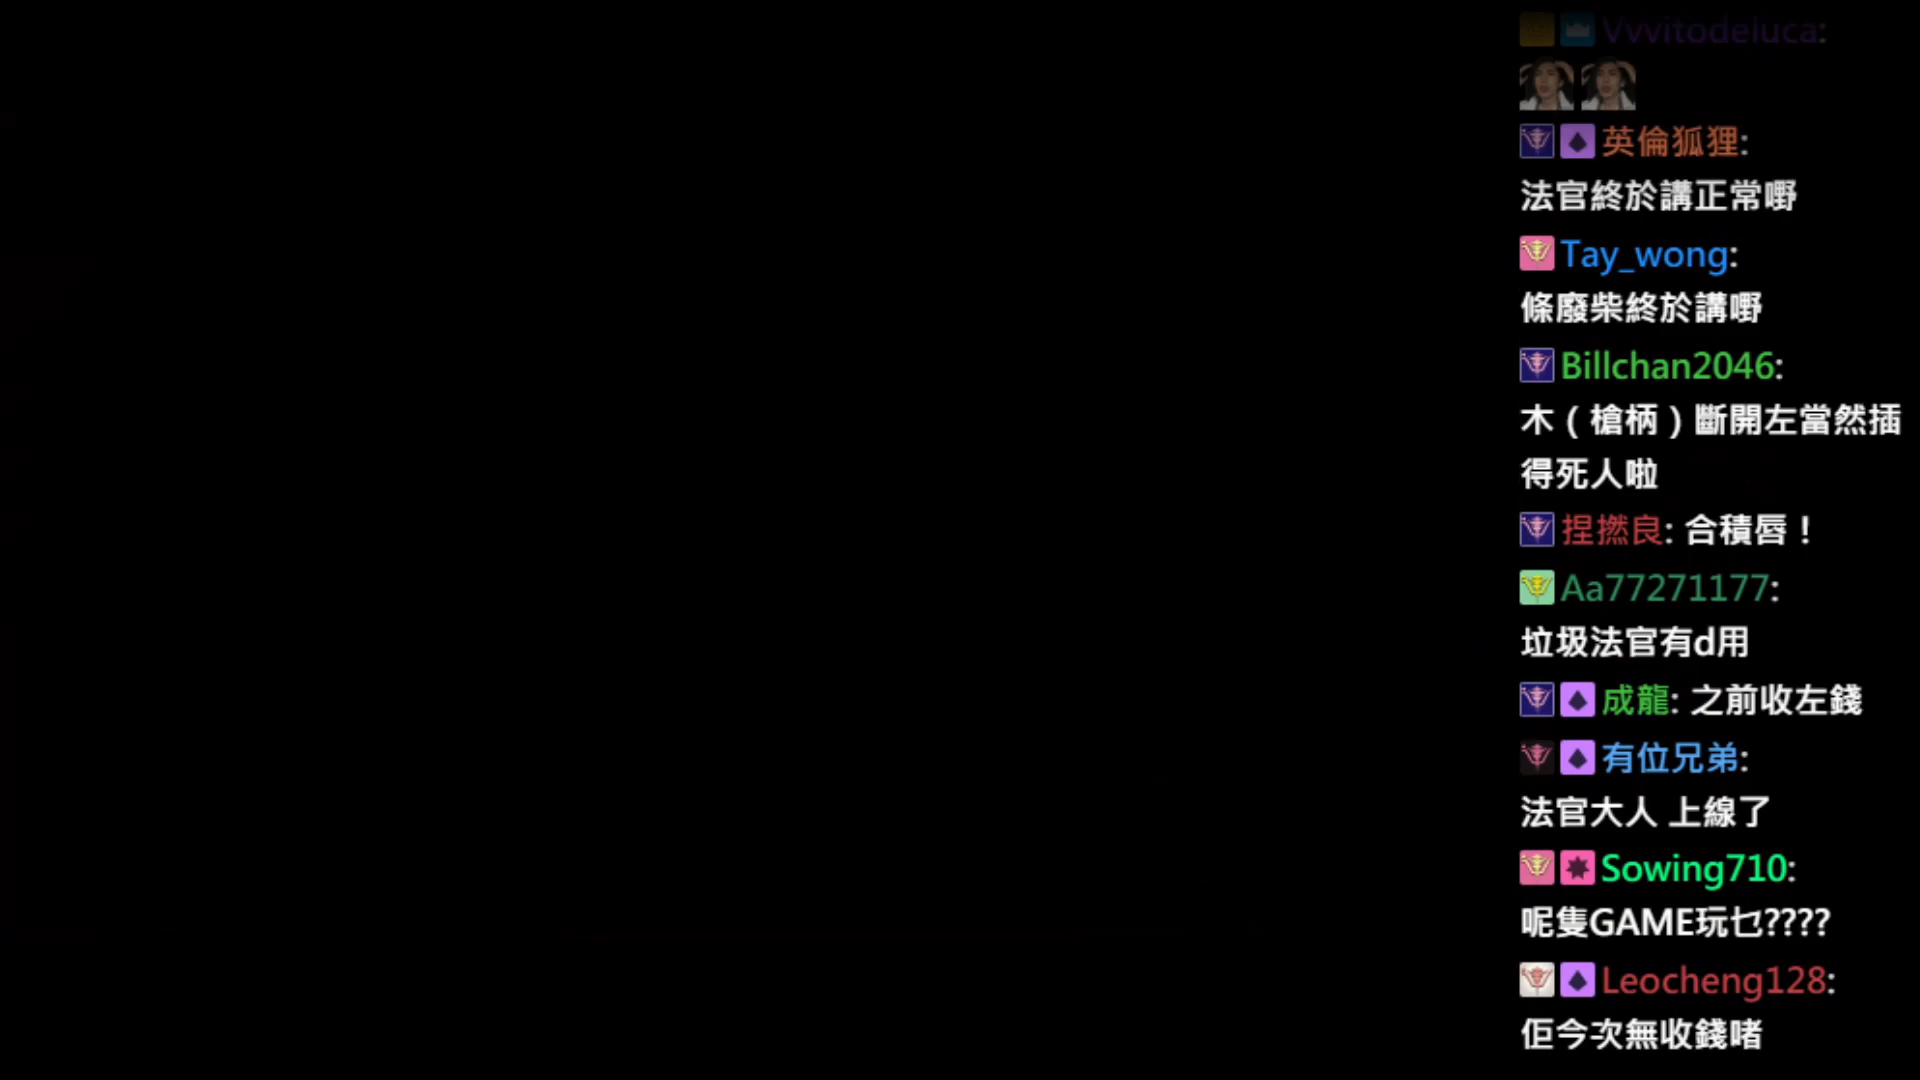 Vvvitodeluca:
英倫狐狸:
法官終於講正常嘢
Tay_wong:
條廢柴終於講嘢
Billchan2046:
木（槍柄）斷開左當然插
得死人啦
捏撚良: 合積唇！
Aa77271177:
垃圾法官有d用
成龍: 之前收左錢
有位兄弟:
法官大人 上線了
Sowing710:
呢隻GAME玩乜????
Leocheng128:
佢今次無收錢啫